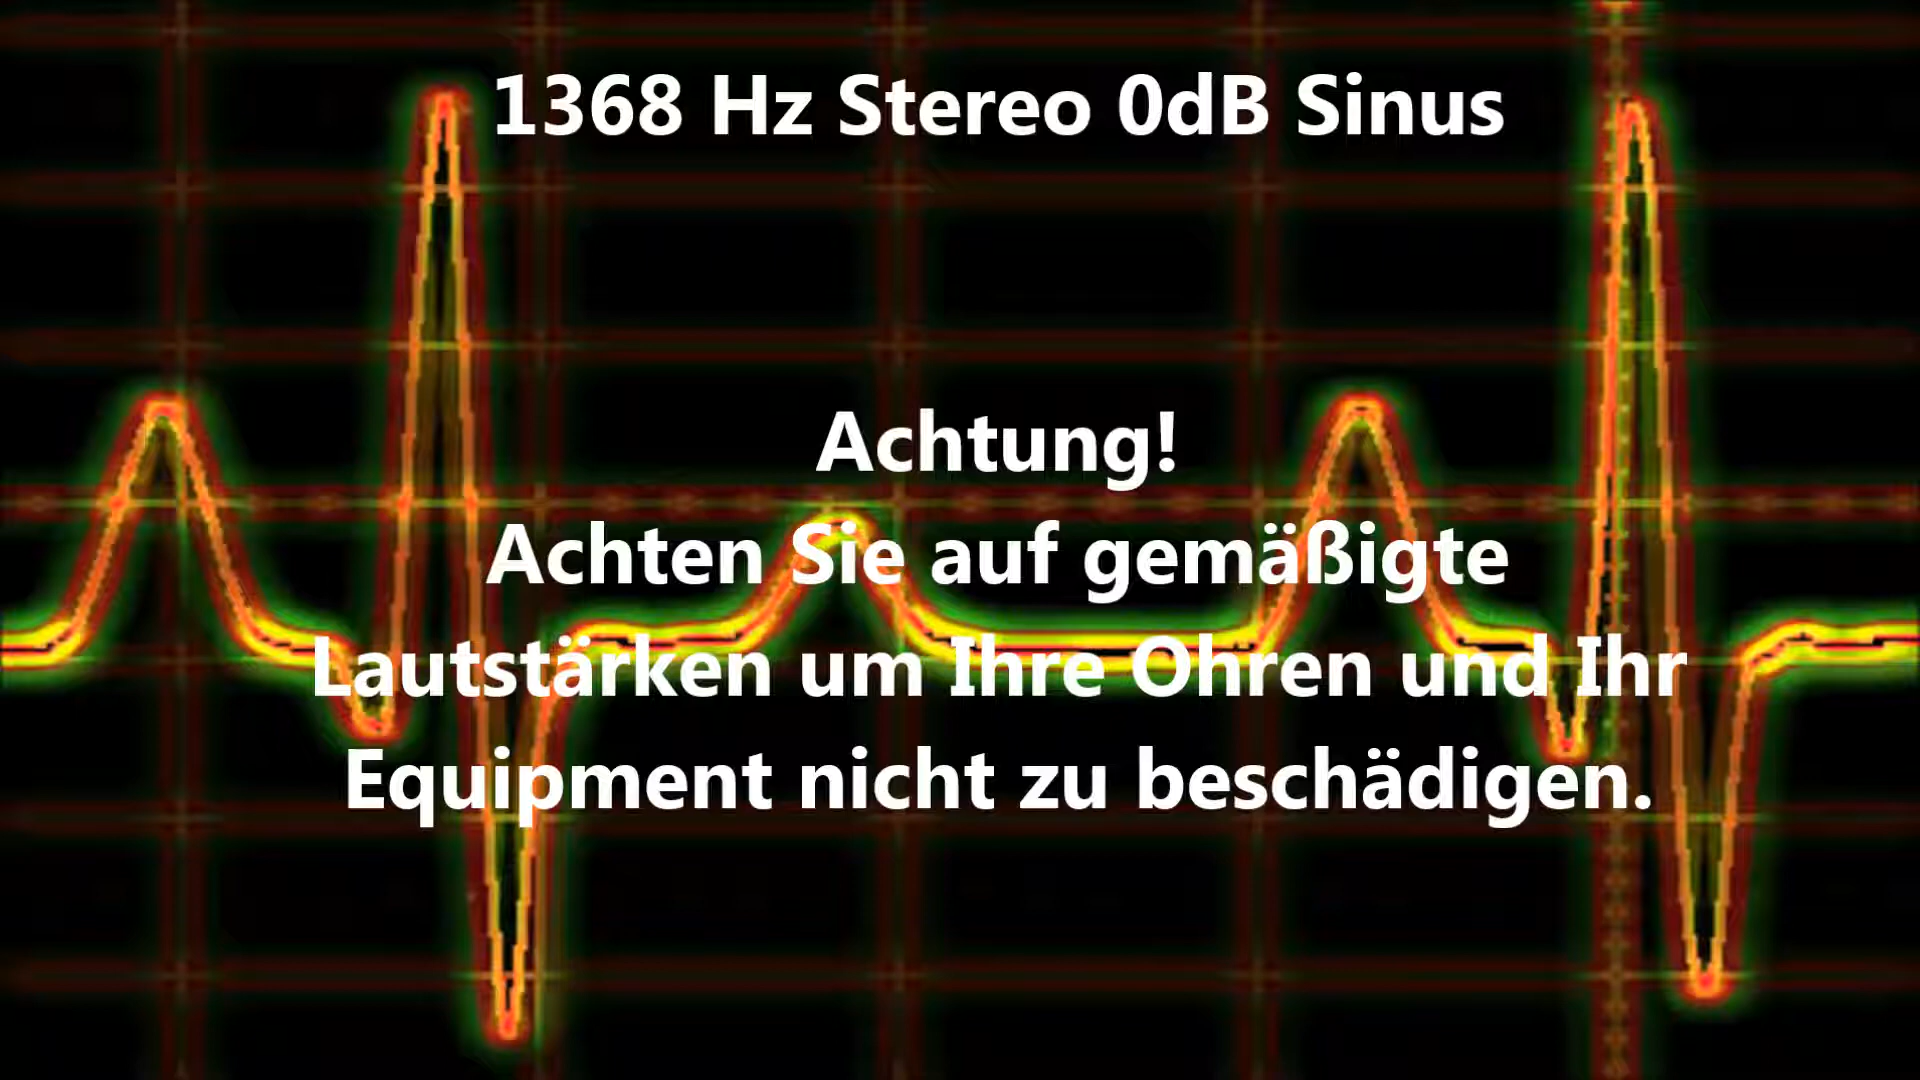 1368 Hz Stereo 0dB Sinus
Achtung!
Achten Sie auf gemäßigte
Lautstärken um Ihre Ohren und Ihr
Equipment nicht zu beschädigen.